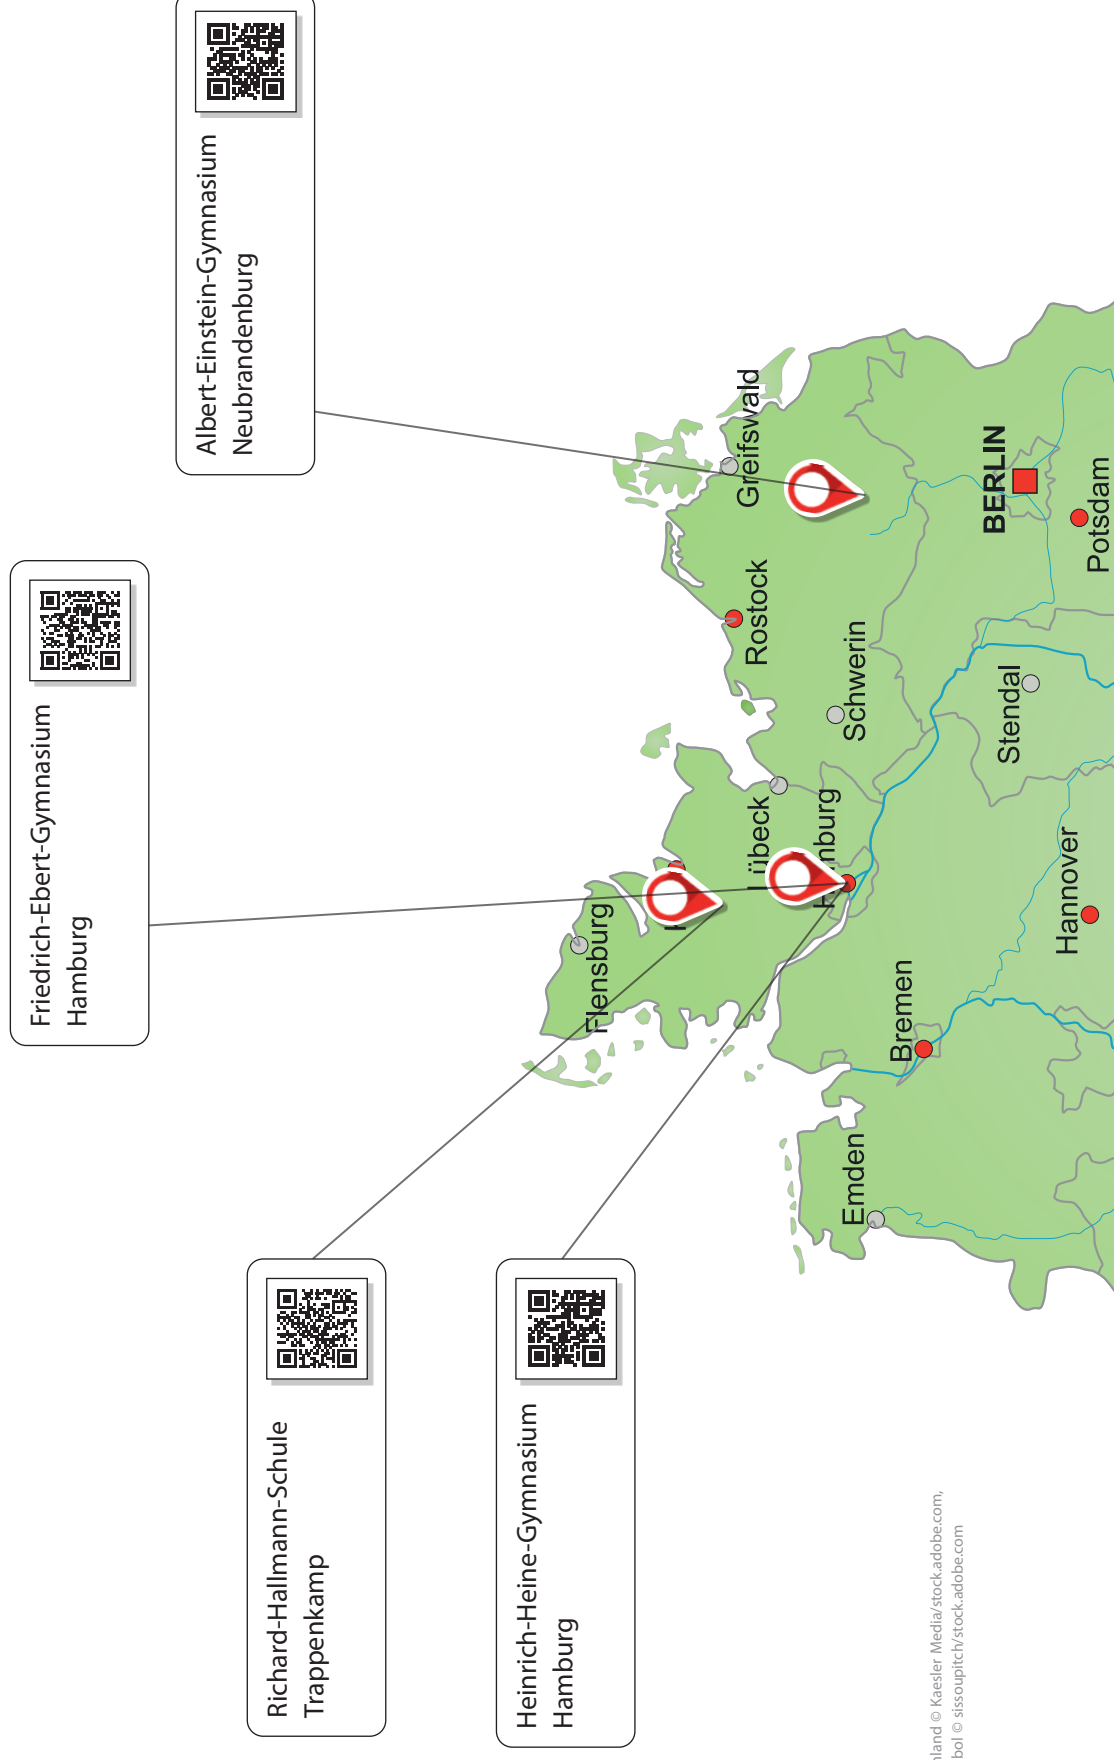 Friedrich-Ebert-Gymnasium
Hamburg
Albert-Einstein-Gymnasium
Neubrandenburg
Richard-Hallmann-Schule
Trappenkamp
Heinrich-Heine-Gymnasium
Hamburg
Flensburg
Greifswald
Rostock
Lübeck
Schwerin
Emden
Bremen
BERLIN
Stendal
Hannover
Potsdam
© Kaesler Media/stock.adobe.com,
© sissoupitch/stock.adobe.com